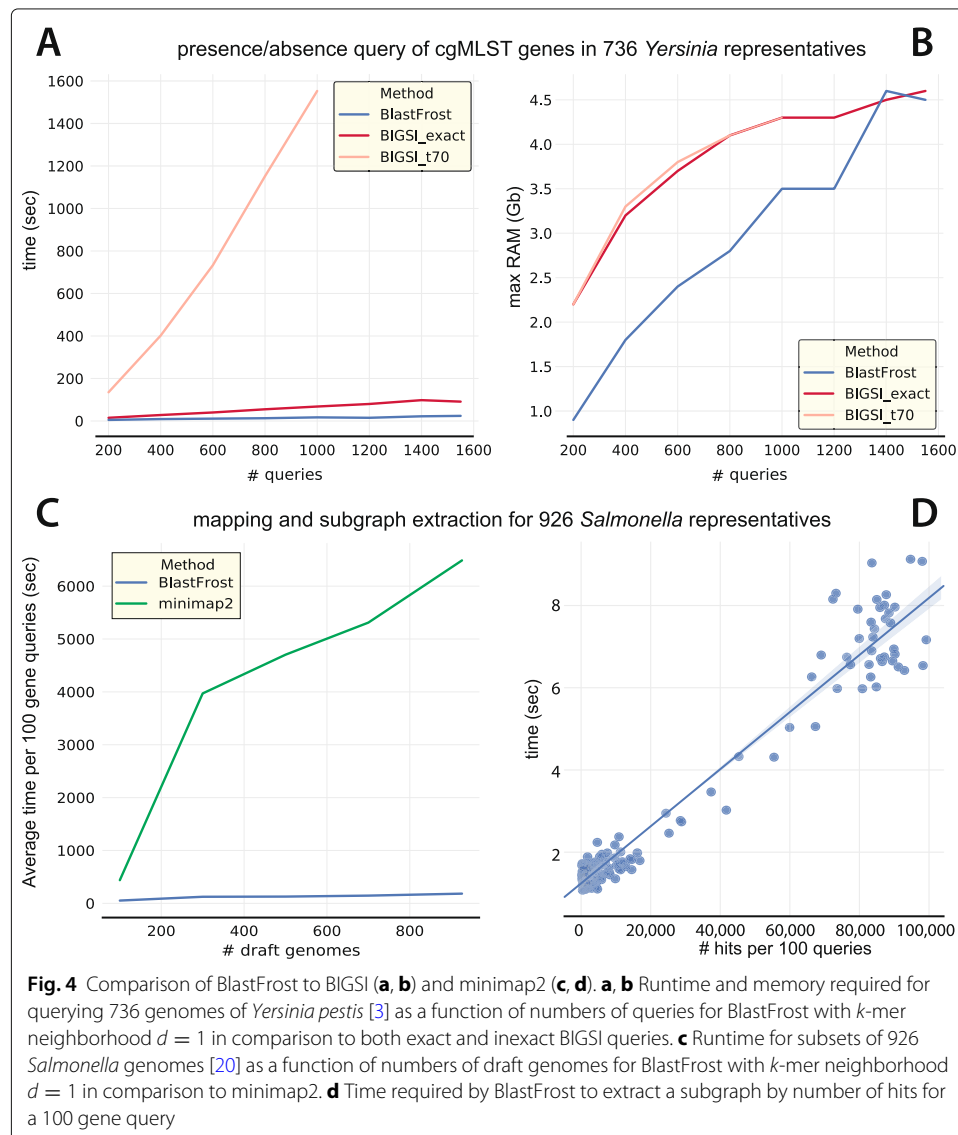 A
presence/absence query of cgMLST genes in 736 Yersinia representatives
B
1600
1400
1200
1000
800
600
400
200
0
time (sec)
Method
BlastFrost
BIGSI_exact
BIGSI_t70
200 400 600 800 1000 1200 1400 1600
# queries
4.5
4.0
3.5
3.0
2.5
2.0
1.5
1.0
max RAM (Gb)
Method
BlastFrost
BIGSI_exact
BIGSI_t70
200 400 600 800 1000 1200 1400 1600
# queries
C
mapping and subgraph extraction for 926 Salmonella representatives
D
6000
5000
4000
3000
2000
1000
0
Average time per 100 gene queries (sec)
Method
BlastFrost
minimap2
200 400 600 800
# draft genomes
8
6
4
2
time (sec)
0 20,000 40,000 60,000 80,000 100,000
# hits per 100 queries
Fig. 4 Comparison of BlastFrost to BIGSI (a, b) and minimap2 (c, d). a, b Runtime and memory required for
querying 736 genomes of Yersinia pestis [3] as a function of numbers of queries for BlastFrost with k-mer
neighborhood d = 1 in comparison to both exact and inexact BIGSI queries. c Runtime for subsets of 926
Salmonella genomes [20] as a function of numbers of draft genomes for BlastFrost with k-mer neighborhood
d = 1 in comparison to minimap2. d Time required by BlastFrost to extract a subgraph by number of hits for
a 100 gene query